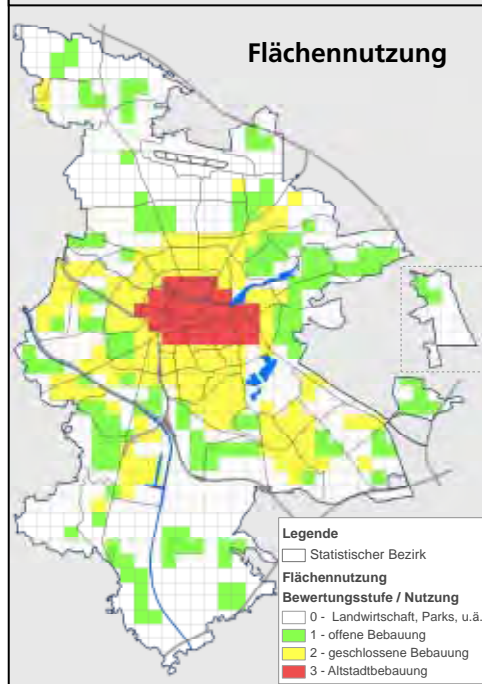 Flächennutzung
Legende
Statistischer Bezirk
Flächennutzung
Bewertungsstufe / Nutzung
0 - Landwirtschaft, Parks, u.ä.
1 - offene Bebauung
2 - geschlossene Bebauung
3 - Altstadtbebauung